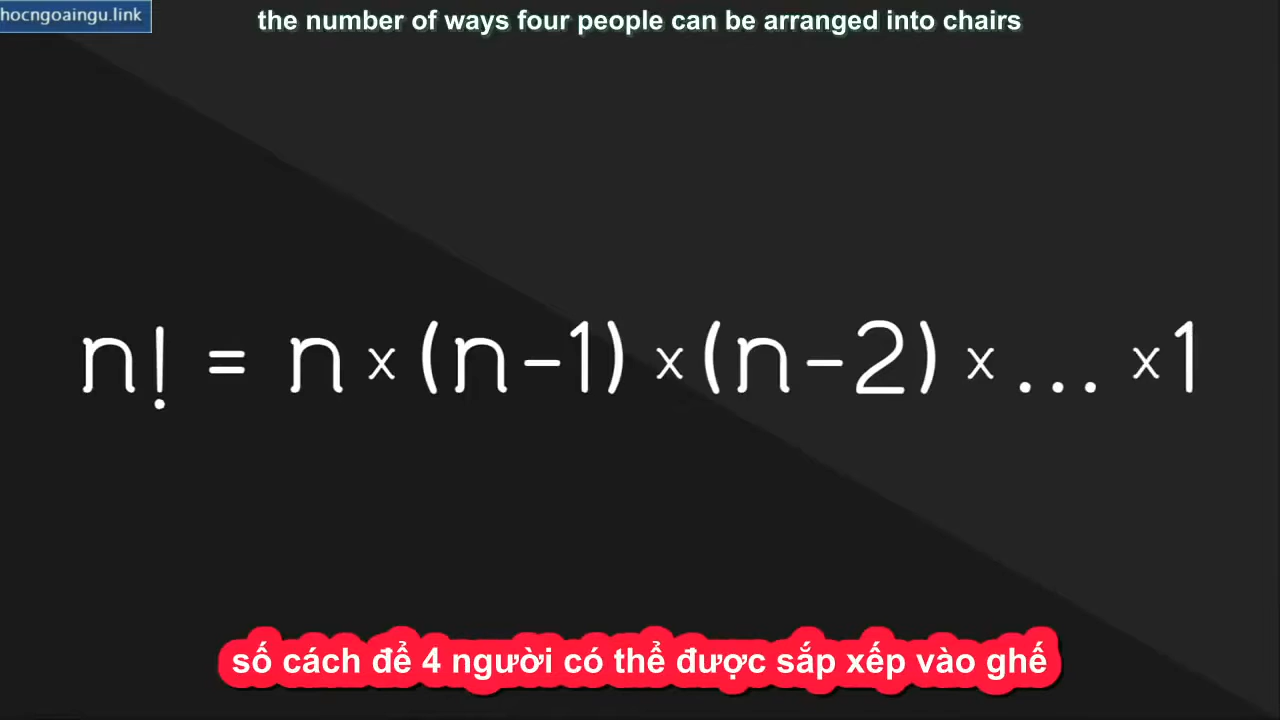 hocngoaingu.link
the number of ways four people can be arranged into chairs
n! = n x (n-1) x (n-2) x ... x 1
số cách để 4 người có thể được sắp xếp vào ghế